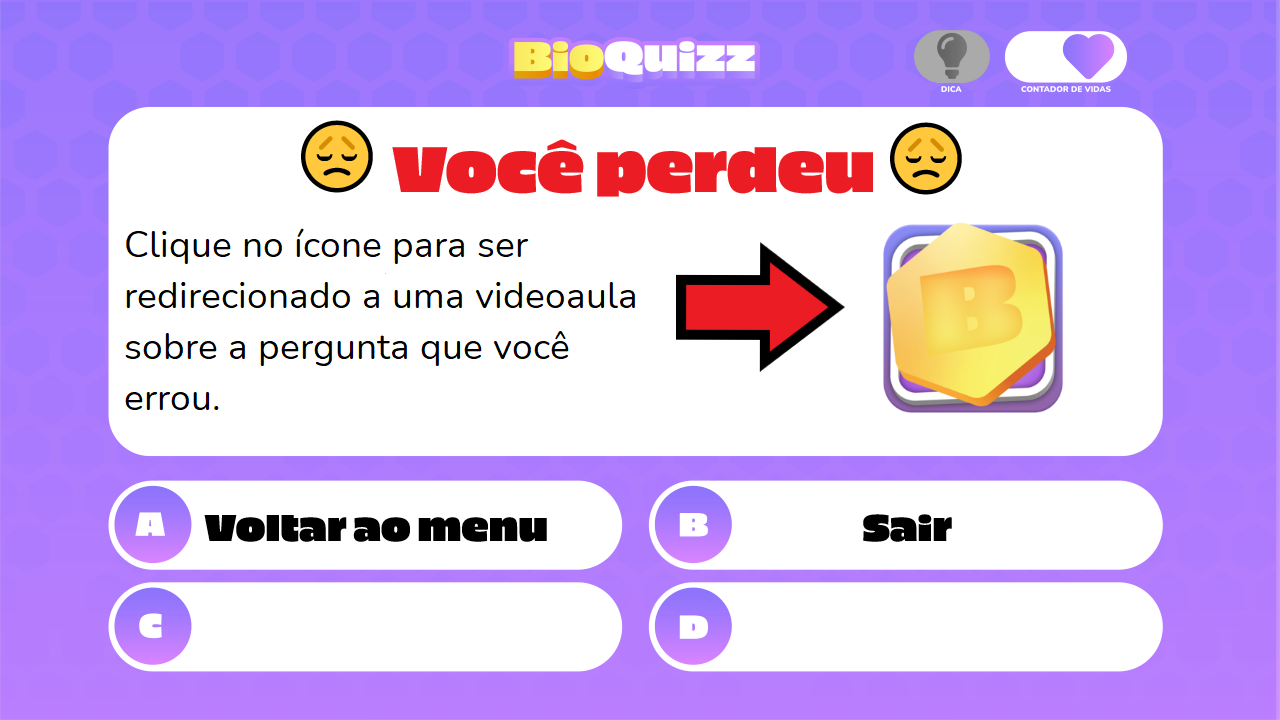 BioQuizz
DICA
CONTADOR DE VIDAS
Você perdeu
Clique no ícone para ser
redirecionado a uma videoaula
sobre a pergunta que você
errou.
B
A Voltar ao menu
B Sair
C
D